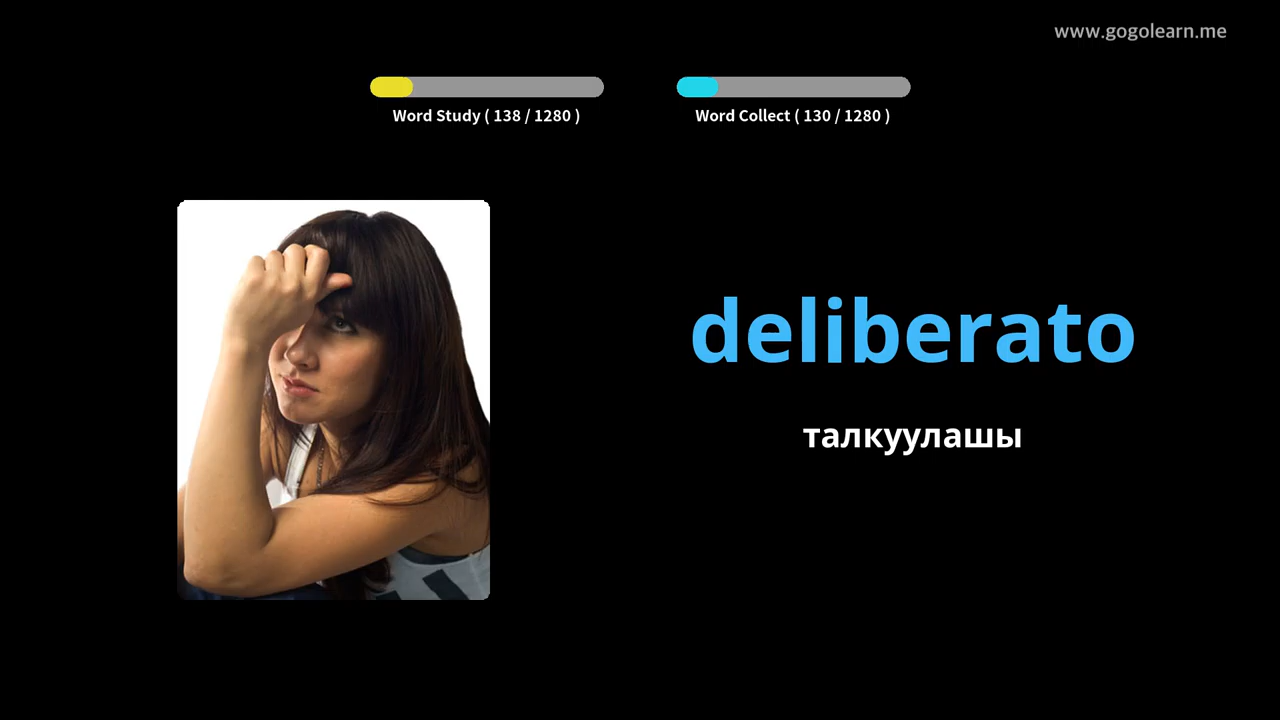 www.gogolearn.me
Word Study ( 138 / 1280 )
Word Collect ( 130 / 1280 )
deliberato
талкуулашы